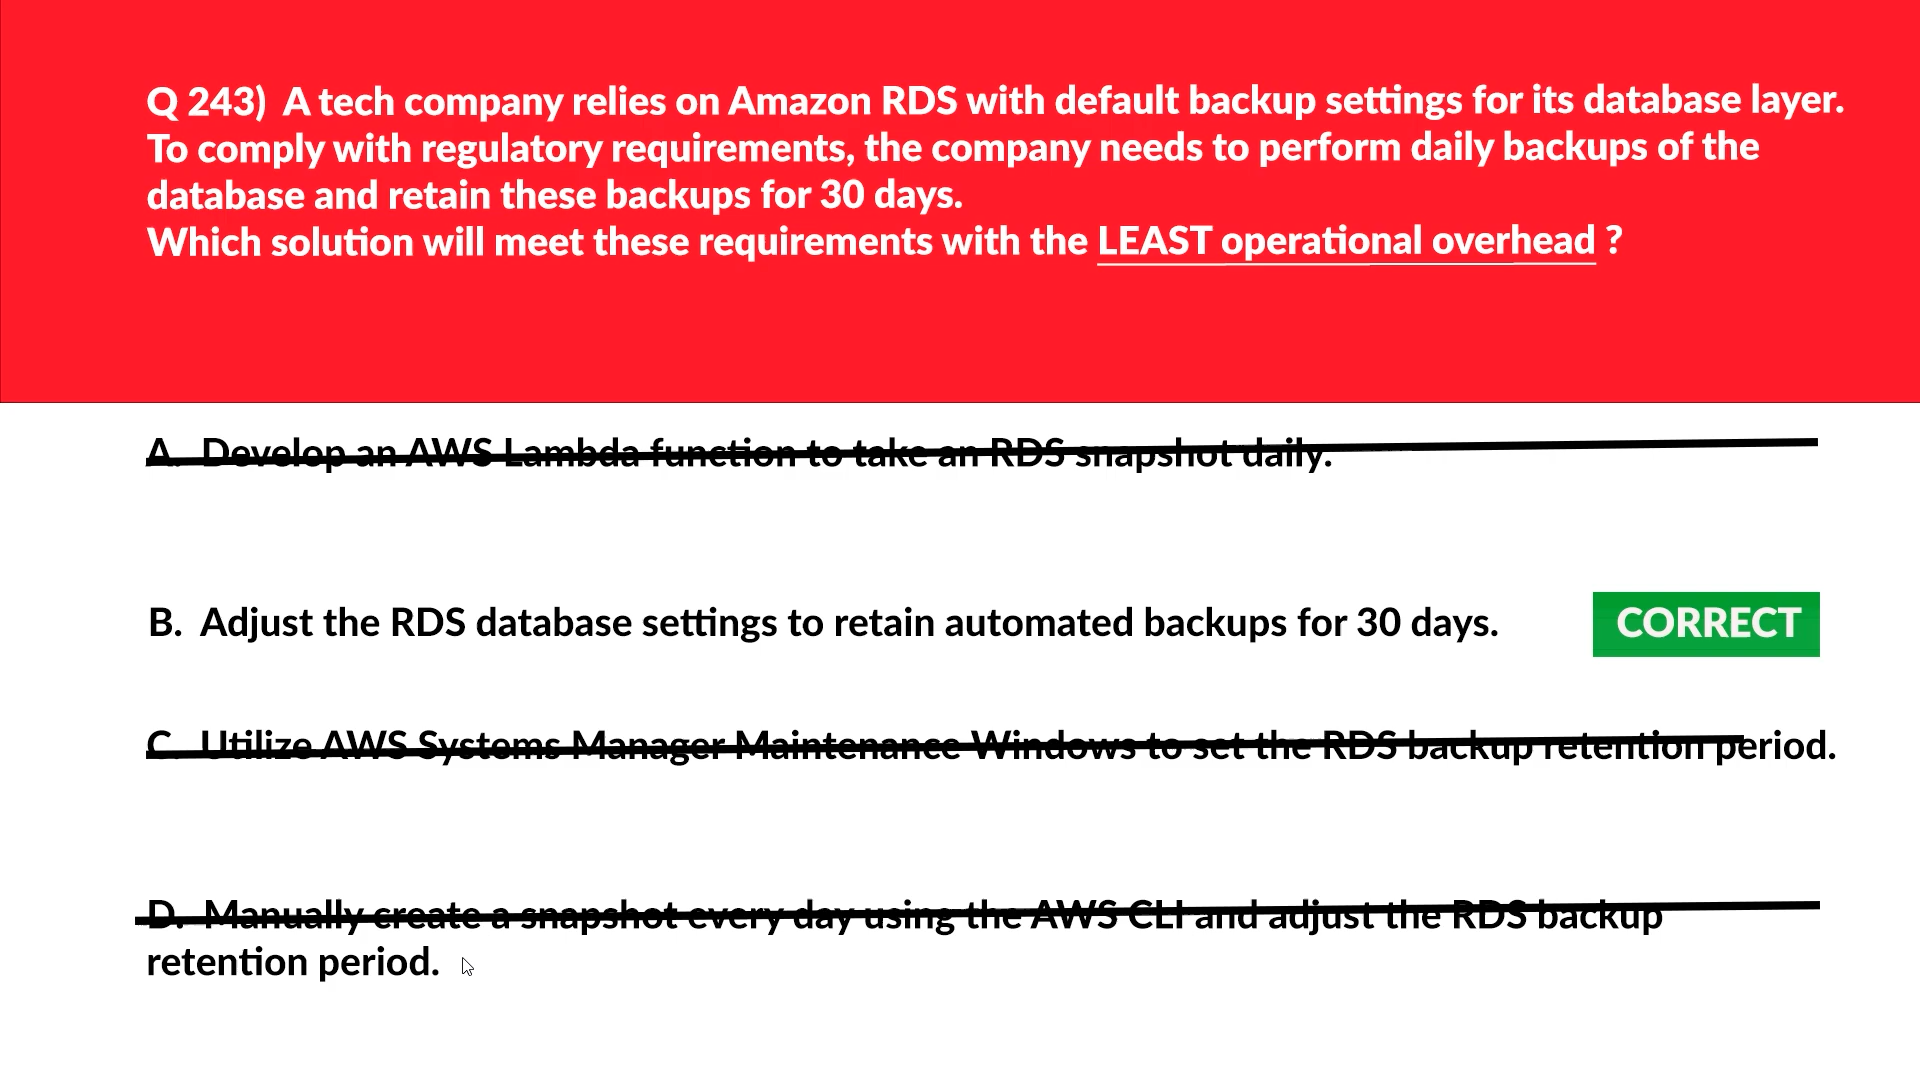 Q 243) A tech company relies on Amazon RDS with default backup settings for its database layer.
To comply with regulatory requirements, the company needs to perform daily backups of the
database and retain these backups for 30 days.
Which solution will meet these requirements with the LEAST operational overhead ?
A. Develop an AWS Lambda function to take an RDS snapshot daily.
B. Adjust the RDS database settings to retain automated backups for 30 days.
CORRECT
C. Utilize AWS Systems Manager Maintenance Windows to set the RDS backup retention period.
D. Manually create a snapshot every day using the AWS CLI and adjust the RDS backup
retention period.